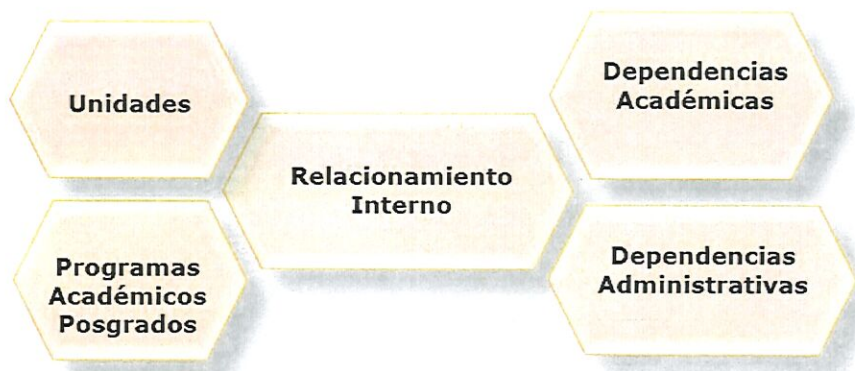 Unidades
Programas
Académicos
Posgrados
Relacionamiento
Interno
Dependencias
Académicas
Dependencias
Administrativas